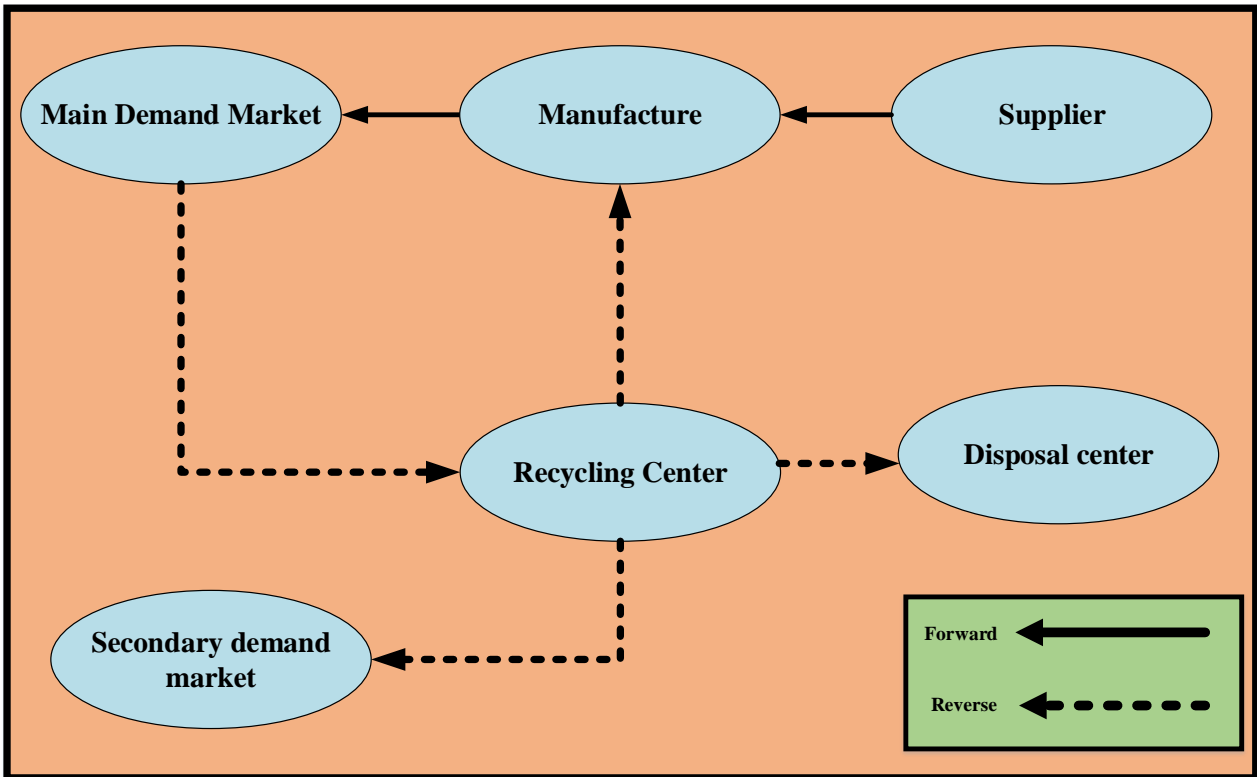 Main Demand Market
Manufacture
Supplier
Recycling Center
Disposal center
Secondary demand
market
Forward
Reverse